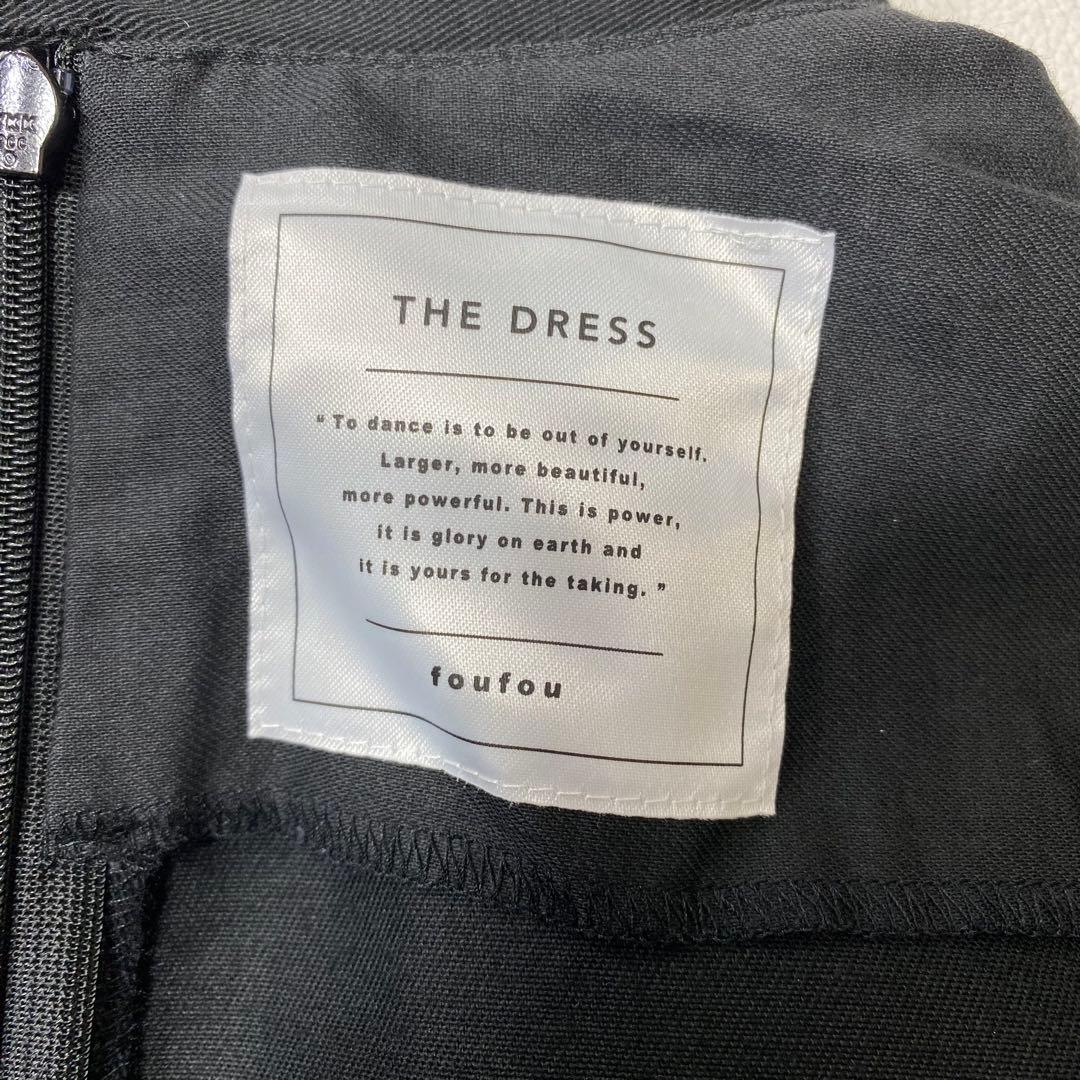 THE DRESS
“ To dance is to be out of yourself.
Larger, more beautiful,
more powerful. This is power,
it is glory on earth and
it is yours for the taking. ”
foufou